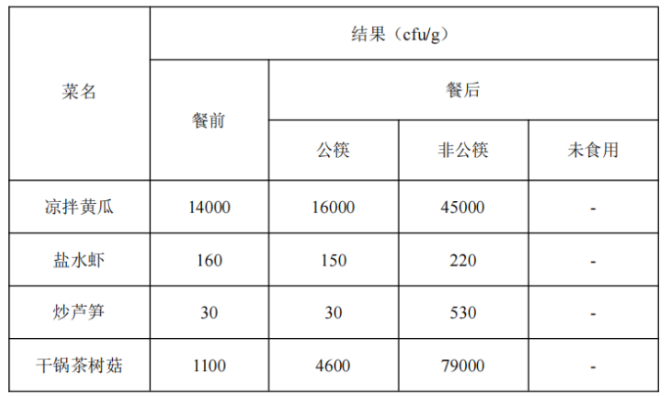 菜名 结果（cfu/g）
餐前 餐后
公筷 非公筷 未食用
凉拌黄瓜 14000 16000 45000 -
盐水虾 160 150 220 -
炒芦笋 30 30 530 -
干锅茶树菇 1100 4600 79000 -